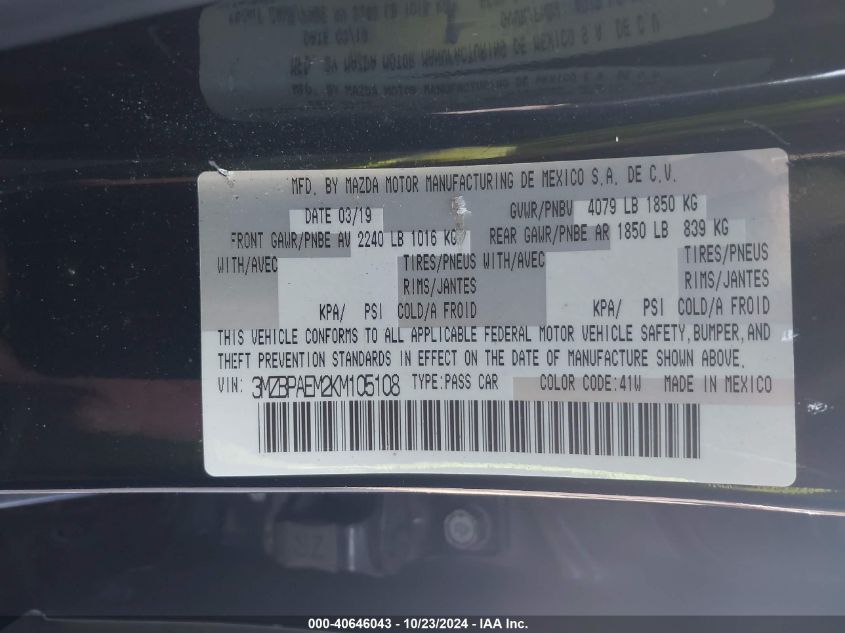 MFD. BY MAZDA MOTOR MANUFACTURING DE MEXICO S.A. DE C.V.
DATE 03/19 GVWR/PNBV 4079 LB 1850 KG
FRONT GAWR/PNBE AV 2240 LB 1016 KG REAR GAWR/PNBE AR 1850 LB 839 KG
WITH/AVEC TIRES/PNEUS WITH/AVEC TIRES/PNEUS
RIMS/JANTES RIMS/JANTES
KPA/ PSI COLD/A FROID KPA/ PSI COLD/A FROID
THIS VEHICLE CONFORMS TO ALL APPLICABLE FEDERAL MOTOR VEHICLE SAFETY, BUMPER, AND
THEFT PREVENTION STANDARDS IN EFFECT ON THE DATE OF MANUFACTURE SHOWN ABOVE.
VIN: 3MZBPAEM2KM105108 TYPE:PASS CAR COLOR CODE:41W MADE IN MEXICO
000-40646043 / 10/23/2024 - Copyright © 2024 IAA, Inc.